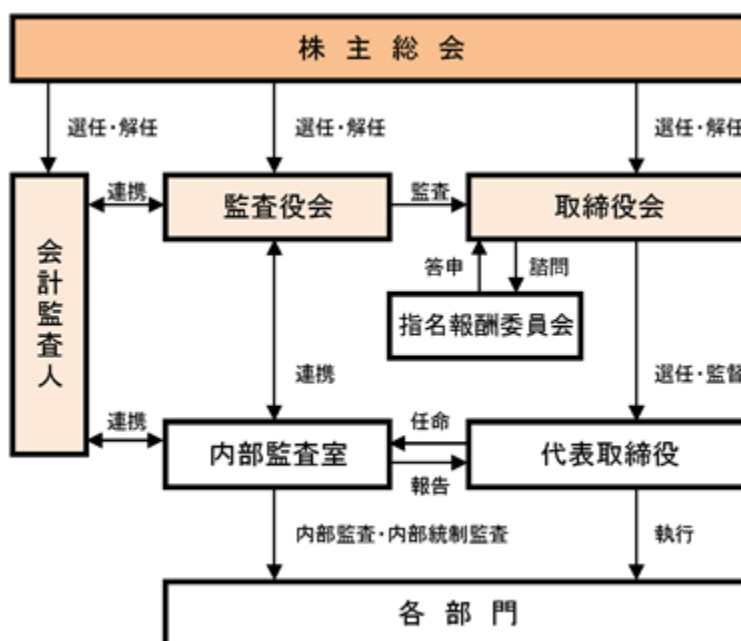 株主総会
選任・解任
選任・解任
選任・解任
連携
監査役会
監査
取締役会
会計監査人
答申
諮問
指名報酬委員会
連携
選任・監督
連携
内部監査室
任命
報告
代表取締役
内部監査・内部統制監査
執行
各部門